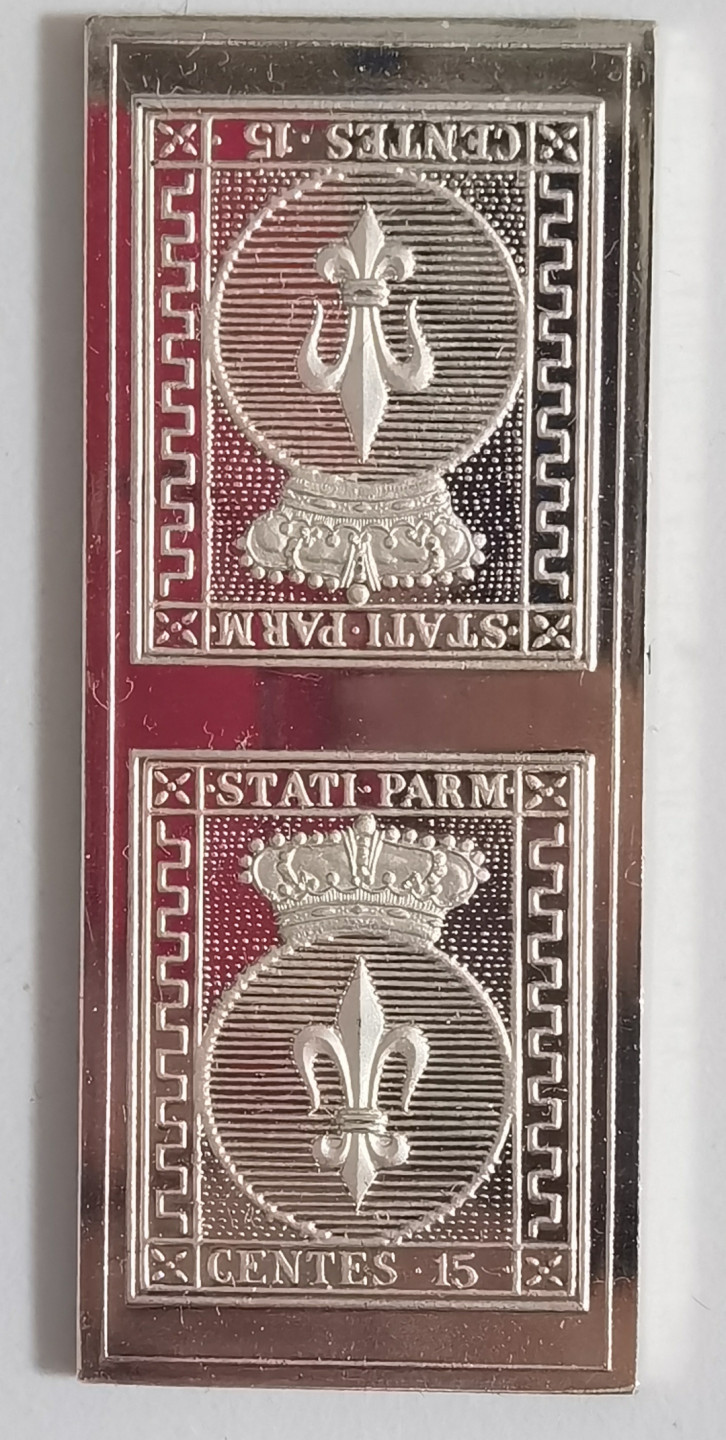 CENTES · 15 ·
· STATI · PARM
· STATI · PARM ·
CENTES · 15